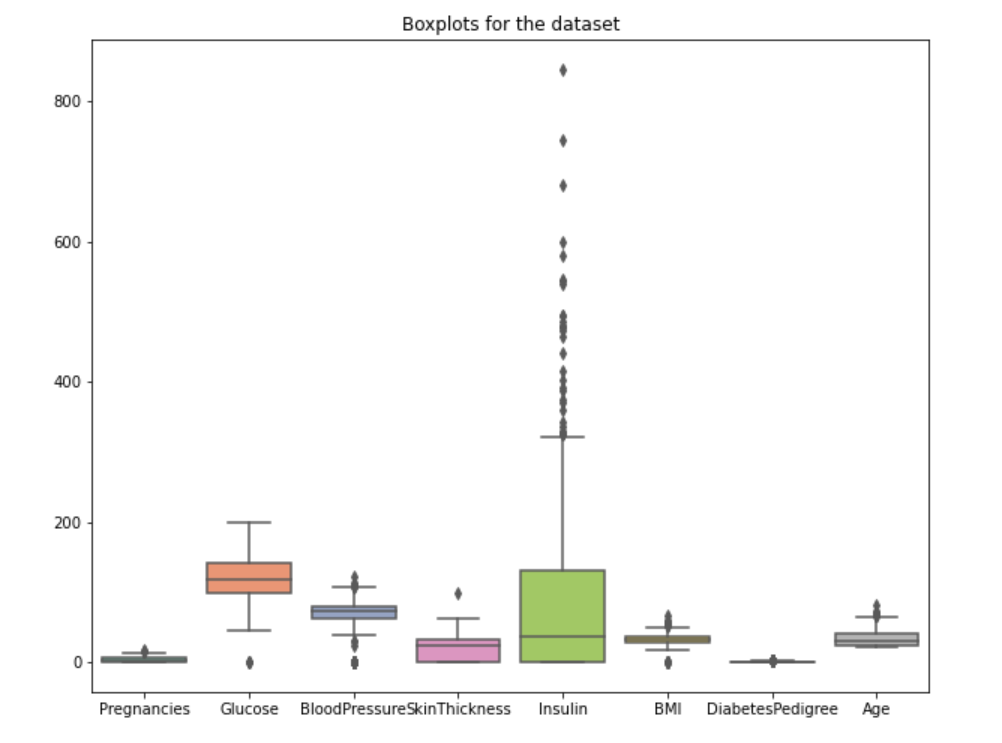 Boxplots for the dataset
800
600
400
200
0
Pregnancies Glucose BloodPressure SkinThickness Insulin BMI DiabetesPedigree Age